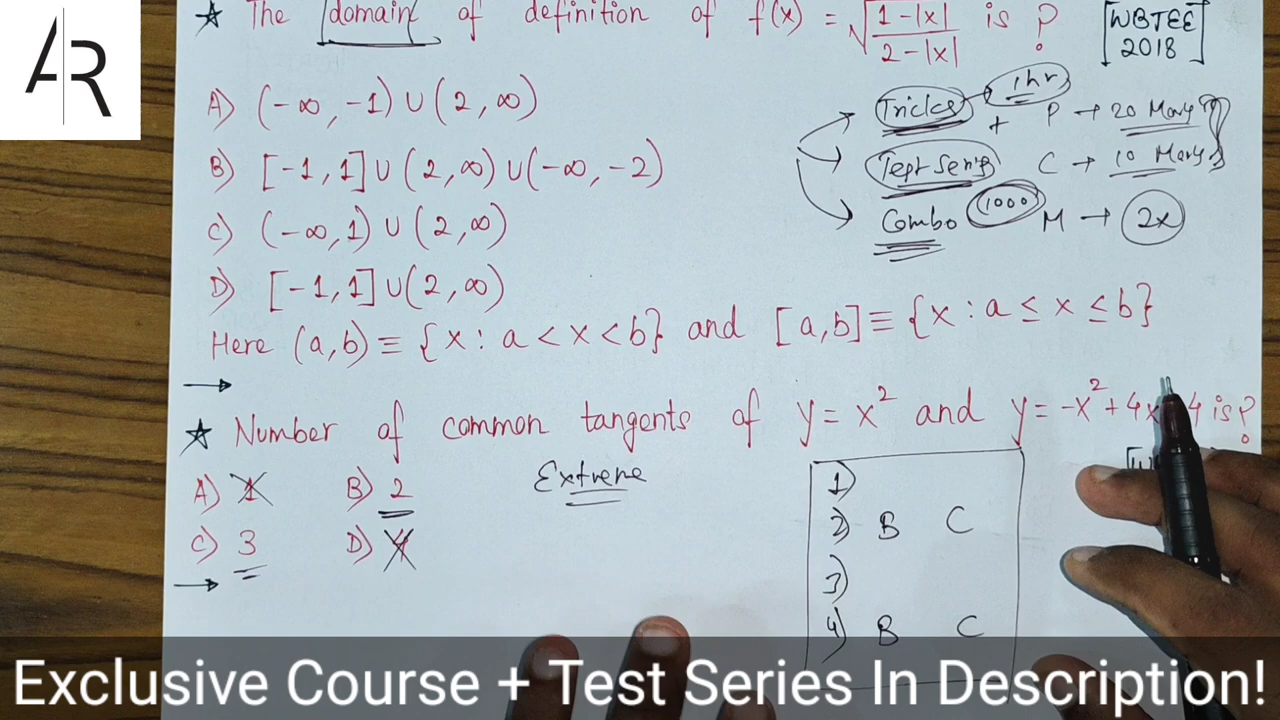 AR
★ The domain of definition of f(x) = √(1-|x| / 2-|x|) is ? [WBJEE 2018]
A) (-∞, -1) ∪ (2, ∞)
B) [-1, 1] ∪ (2, ∞) ∪ (-∞, -2)
C) (-∞, 1) ∪ (2, ∞)
D) [-1, 1] ∪ (2, ∞)
Here (a,b) ≡ {x : a < x < b} and [a,b] ≡ {x : a ≤ x ≤ b}
→ Tricks 1hr
+ P → 20 Marks
→ Test Series C → 10 Marks
→ Combo 1000 M → 2x
→
★ Number of common tangents of y = x² and y = -x² + 4x 4 is ?
A) 1 B) 2
C) 3 D) 4
→
Extreme
1)
2) B C
3)
4) B C
Exclusive Course + Test Series In Description!